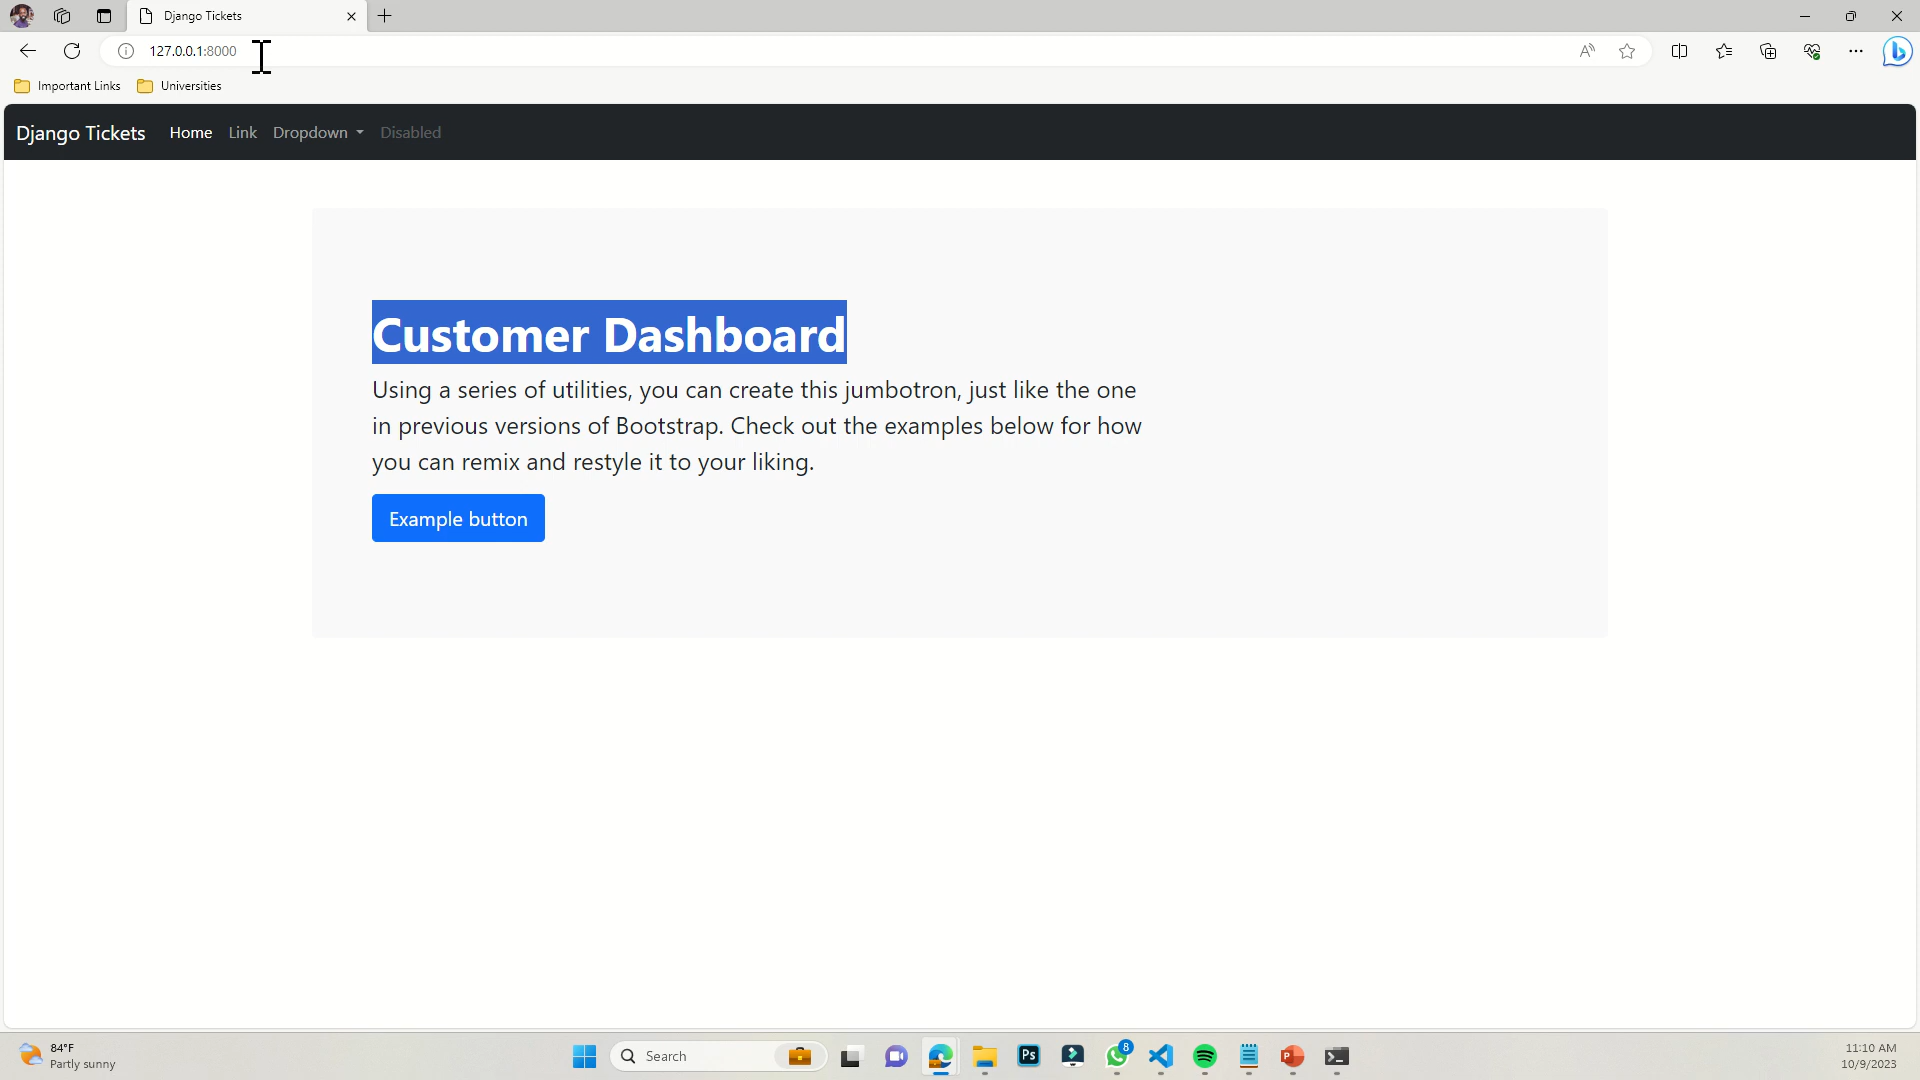 Django Tickets
127.0.0.1:8000
Important Links Universities
Django Tickets Home Link Dropdown Disabled
Customer Dashboard
Using a series of utilities, you can create this jumbotron, just like the one
in previous versions of Bootstrap. Check out the examples below for how
you can remix and restyle it to your liking.
Example button
84°F
Partly sunny
Search
Ps
8
P
11:10 AM
10/9/2023